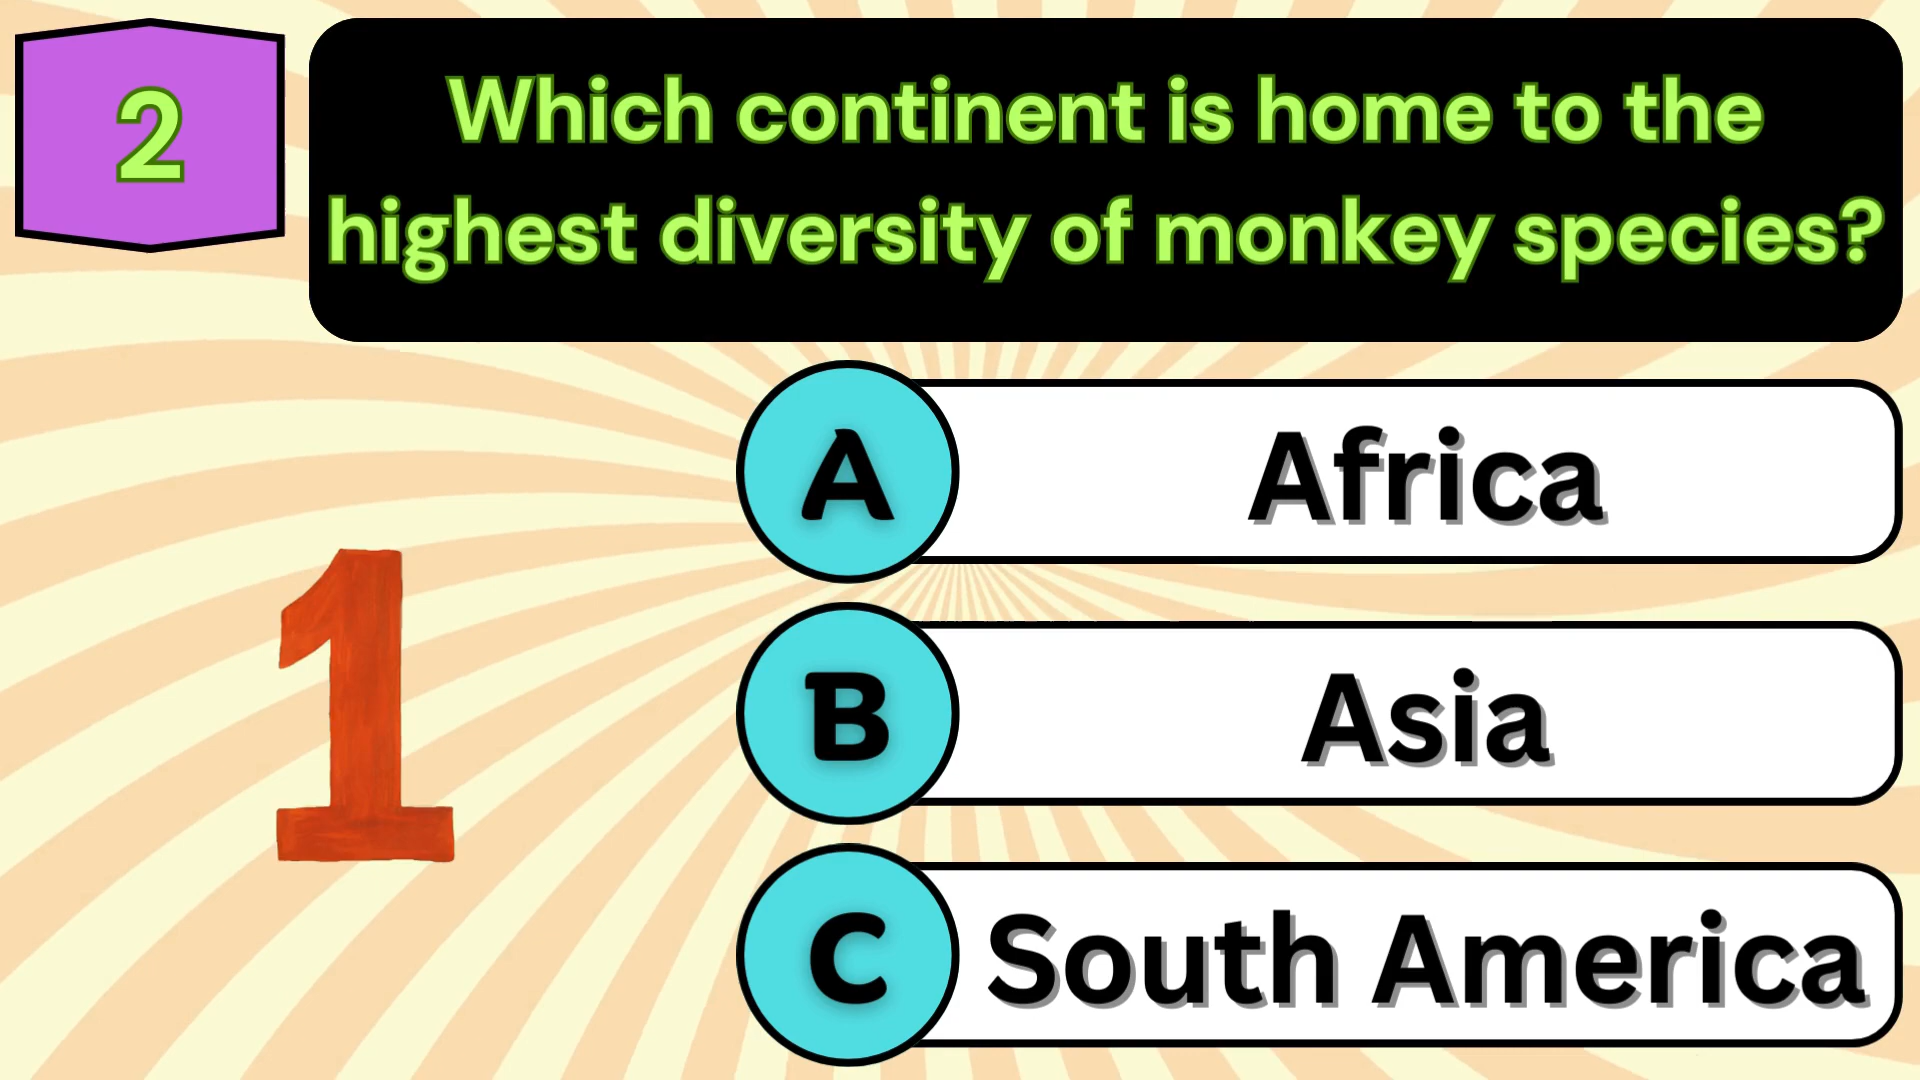 2
Which continent is home to the
highest diversity of monkey species?
A
Africa
1
B
Asia
C
South America